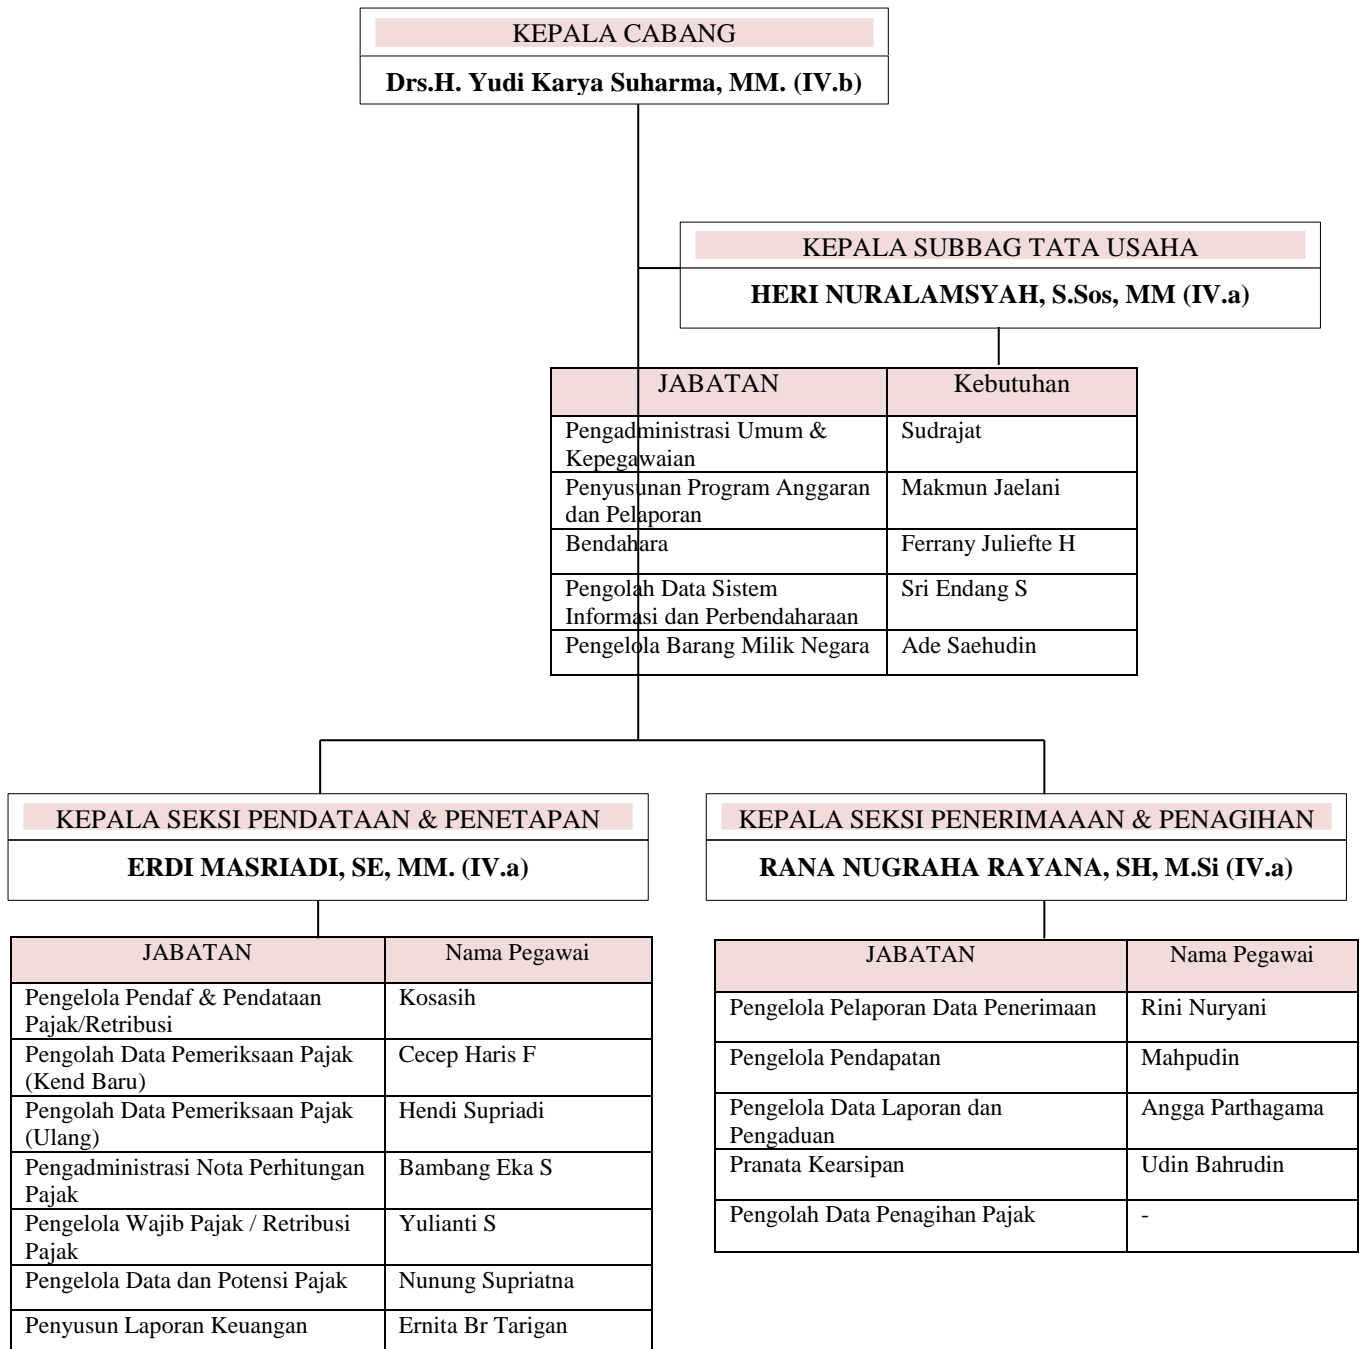 KEPALA CABANG
Drs.H. Yudi Karya Suharma, MM. (IV.b)
KEPALA SUBBAG TATA USAHA
HERI NURALAMSYAH, S.Sos, MM (IV.a)
JABATAN Kebutuhan
Pengadministrasi Umum & Sudrajat
Kepegawaian
Penyusunan Program Anggaran Makmun Jaelani
dan Pelaporan
Bendahara Ferrany Juliefte H
Pengolah Data Sistem Sri Endang S
Informasi dan Perbendaharaan
Pengelola Barang Milik Negara Ade Saehudin
KEPALA SEKSI PENDATAAN & PENETAPAN
ERDI MASRIADI, SE, MM. (IV.a)
JABATAN Nama Pegawai
Pengelola Pendaf & Pendataan Kosasih
Pajak/Retribusi
Pengolah Data Pemeriksaan Pajak Cecep Haris F
(Kend Baru)
Pengolah Data Pemeriksaan Pajak Hendi Supriadi
(Ulang)
Pengadministrasi Nota Perhitungan Bambang Eka S
Pajak
Pengelola Wajib Pajak / Retribusi Yulianti S
Pajak
Pengelola Data dan Potensi Pajak Nunung Supriatna
Penyusun Laporan Keuangan Ernita Br Tarigan
KEPALA SEKSI PENERIMAAAN & PENAGIHAN
RANA NUGRAHA RAYANA, SH, M.Si (IV.a)
JABATAN Nama Pegawai
Pengelola Pelaporan Data Penerimaan Rini Nuryani
Pengelola Pendapatan Mahpudin
Pengelola Data Laporan dan Angga Parthagama
Pengaduan
Pranata Kearsipan Udin Bahrudin
Pengolah Data Penagihan Pajak -